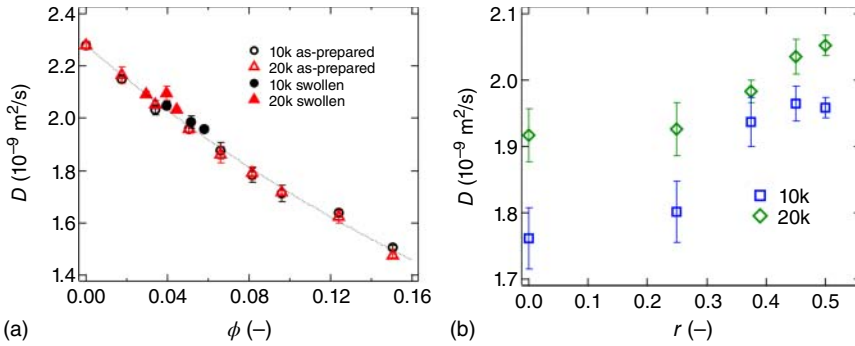 2.4
2.2
2.0
1.8
1.6
1.4
D (10⁻⁹ m²/s)
10k as-prepared
20k as-prepared
10k swollen
20k swollen
0.00
0.04
0.08
0.12
0.16
(a)
ϕ (–)
2.1
2.0
1.9
1.8
1.7
D (10⁻⁹ m²/s)
10k
20k
0.0
0.1
0.2
0.3
0.4
0.5
(b)
r (–)